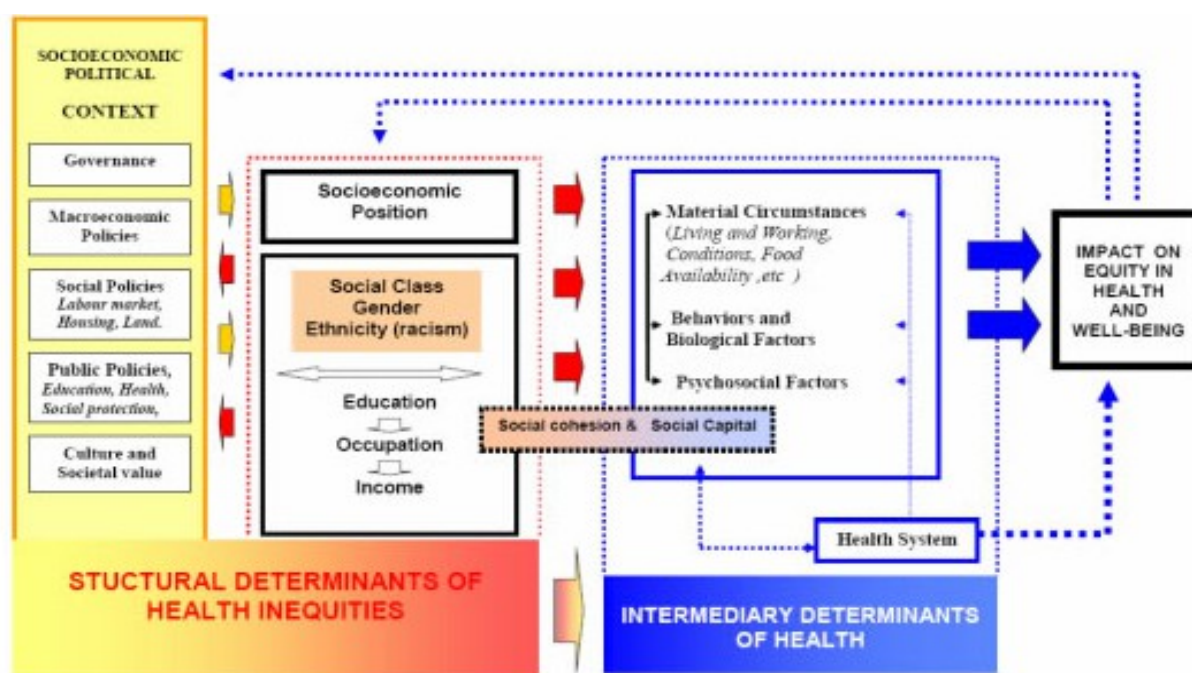 SOCIOECONOMIC
POLITICAL
CONTEXT
Governance
Macroeconomic
Policies
Social Policies
Labour market,
Housing, Land.
Public Policies,
Education, Health,
Social protection,
Culture and
Societal value
Socioeconomic
Position
Social Class
Gender
Ethnicity (racism)
Education
Occupation
Income
Social cohesion & Social Capital
Material Circumstances
(Living and Working,
Conditions, Food
Availability ,etc )
Behaviors and
Biological Factors
Psychosocial Factors
Health System
IMPACT ON
EQUITY IN
HEALTH
AND
WELL-BEING
STUCTURAL DETERMINANTS OF
HEALTH INEQUITIES
INTERMEDIARY DETERMINANTS
OF HEALTH